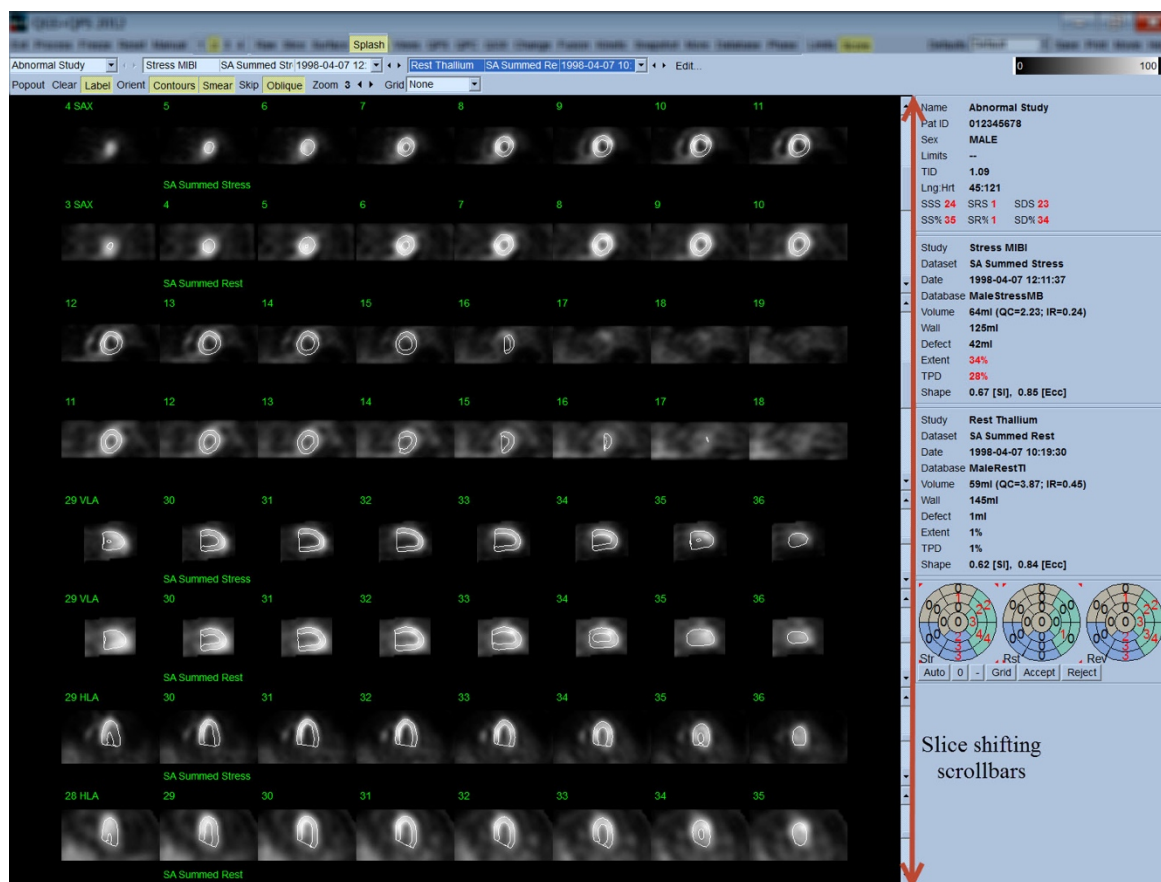 QGS+QPS 2012
Splash
Abnormal Study Stress MIBI SA Summed Str 1998-04-07 12: Rest Thallium SA Summed Re 1998-04-07 10: Edit...
0 100
Popout Clear Label Orient Contours Smear Skip Oblique Zoom 3 Grid None
4 SAX 5 6 7 8 9 10 11
SA Summed Stress
3 SAX 4 5 6 7 8 9 10
SA Summed Rest
12 13 14 15 16 17 18 19
11 12 13 14 15 16 17 18
29 VLA 30 31 32 33 34 35 36
SA Summed Stress
29 VLA 30 31 32 33 34 35 36
SA Summed Rest
29 HLA 30 31 32 33 34 35 36
SA Summed Stress
28 HLA 29 30 31 32 33 34 35
SA Summed Rest
Name Abnormal Study
Pat ID 012345678
Sex MALE
Limits --
TID 1.09
Lng:Hrt 45:121
SSS 24 SRS 1 SDS 23
SS% 35 SR% 1 SD% 34
Study Stress MIBI
Dataset SA Summed Stress
Date 1998-04-07 12:11:37
Database MaleStressMB
Volume 64ml (QC=2.23; IR=0.24)
Wall 125ml
Defect 42ml
Extent 34%
TPD 28%
Shape 0.67 [SI], 0.85 [Ecc]
Study Rest Thallium
Dataset SA Summed Rest
Date 1998-04-07 10:19:30
Database MaleRestTl
Volume 59ml (QC=3.87; IR=0.45)
Wall 145ml
Defect 1ml
Extent 1%
TPD 1%
Shape 0.62 [SI], 0.84 [Ecc]
Str Rst Rev
Auto 0 - Grid Accept Reject
Slice shifting
scrollbars